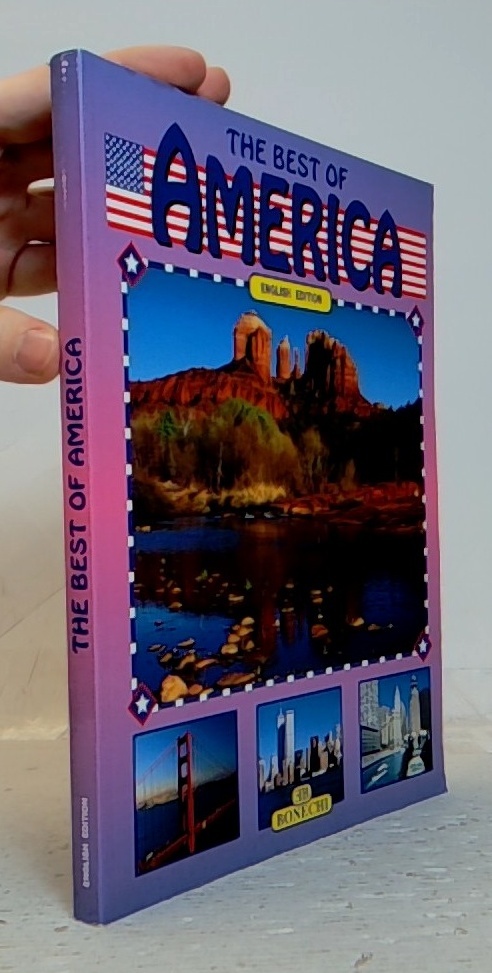 THE BEST OF
AMERICA
ENGLISH EDITION
THE BEST OF AMERICA
ENGLISH EDITION
BONECHI